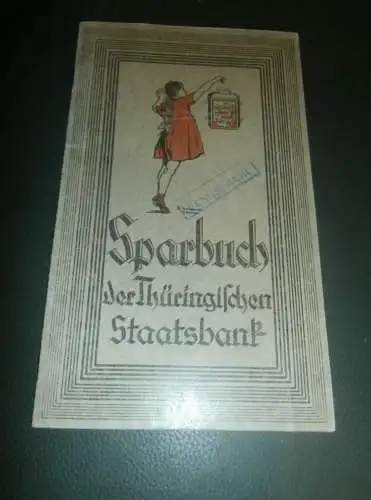 Sparbuch
der Thüringischen
Staatsbank